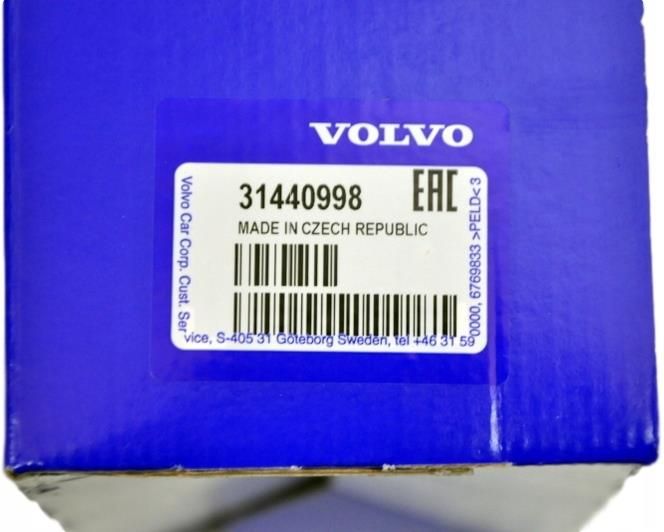 VOLVO
31440998 EAC
MADE IN CZECH REPUBLIC
Volvo Car Corp. Cust. Ser
vice, S-405 31 Göteborg Sweden, tel +46 31 59
0000, 6769833 >PELD< 3